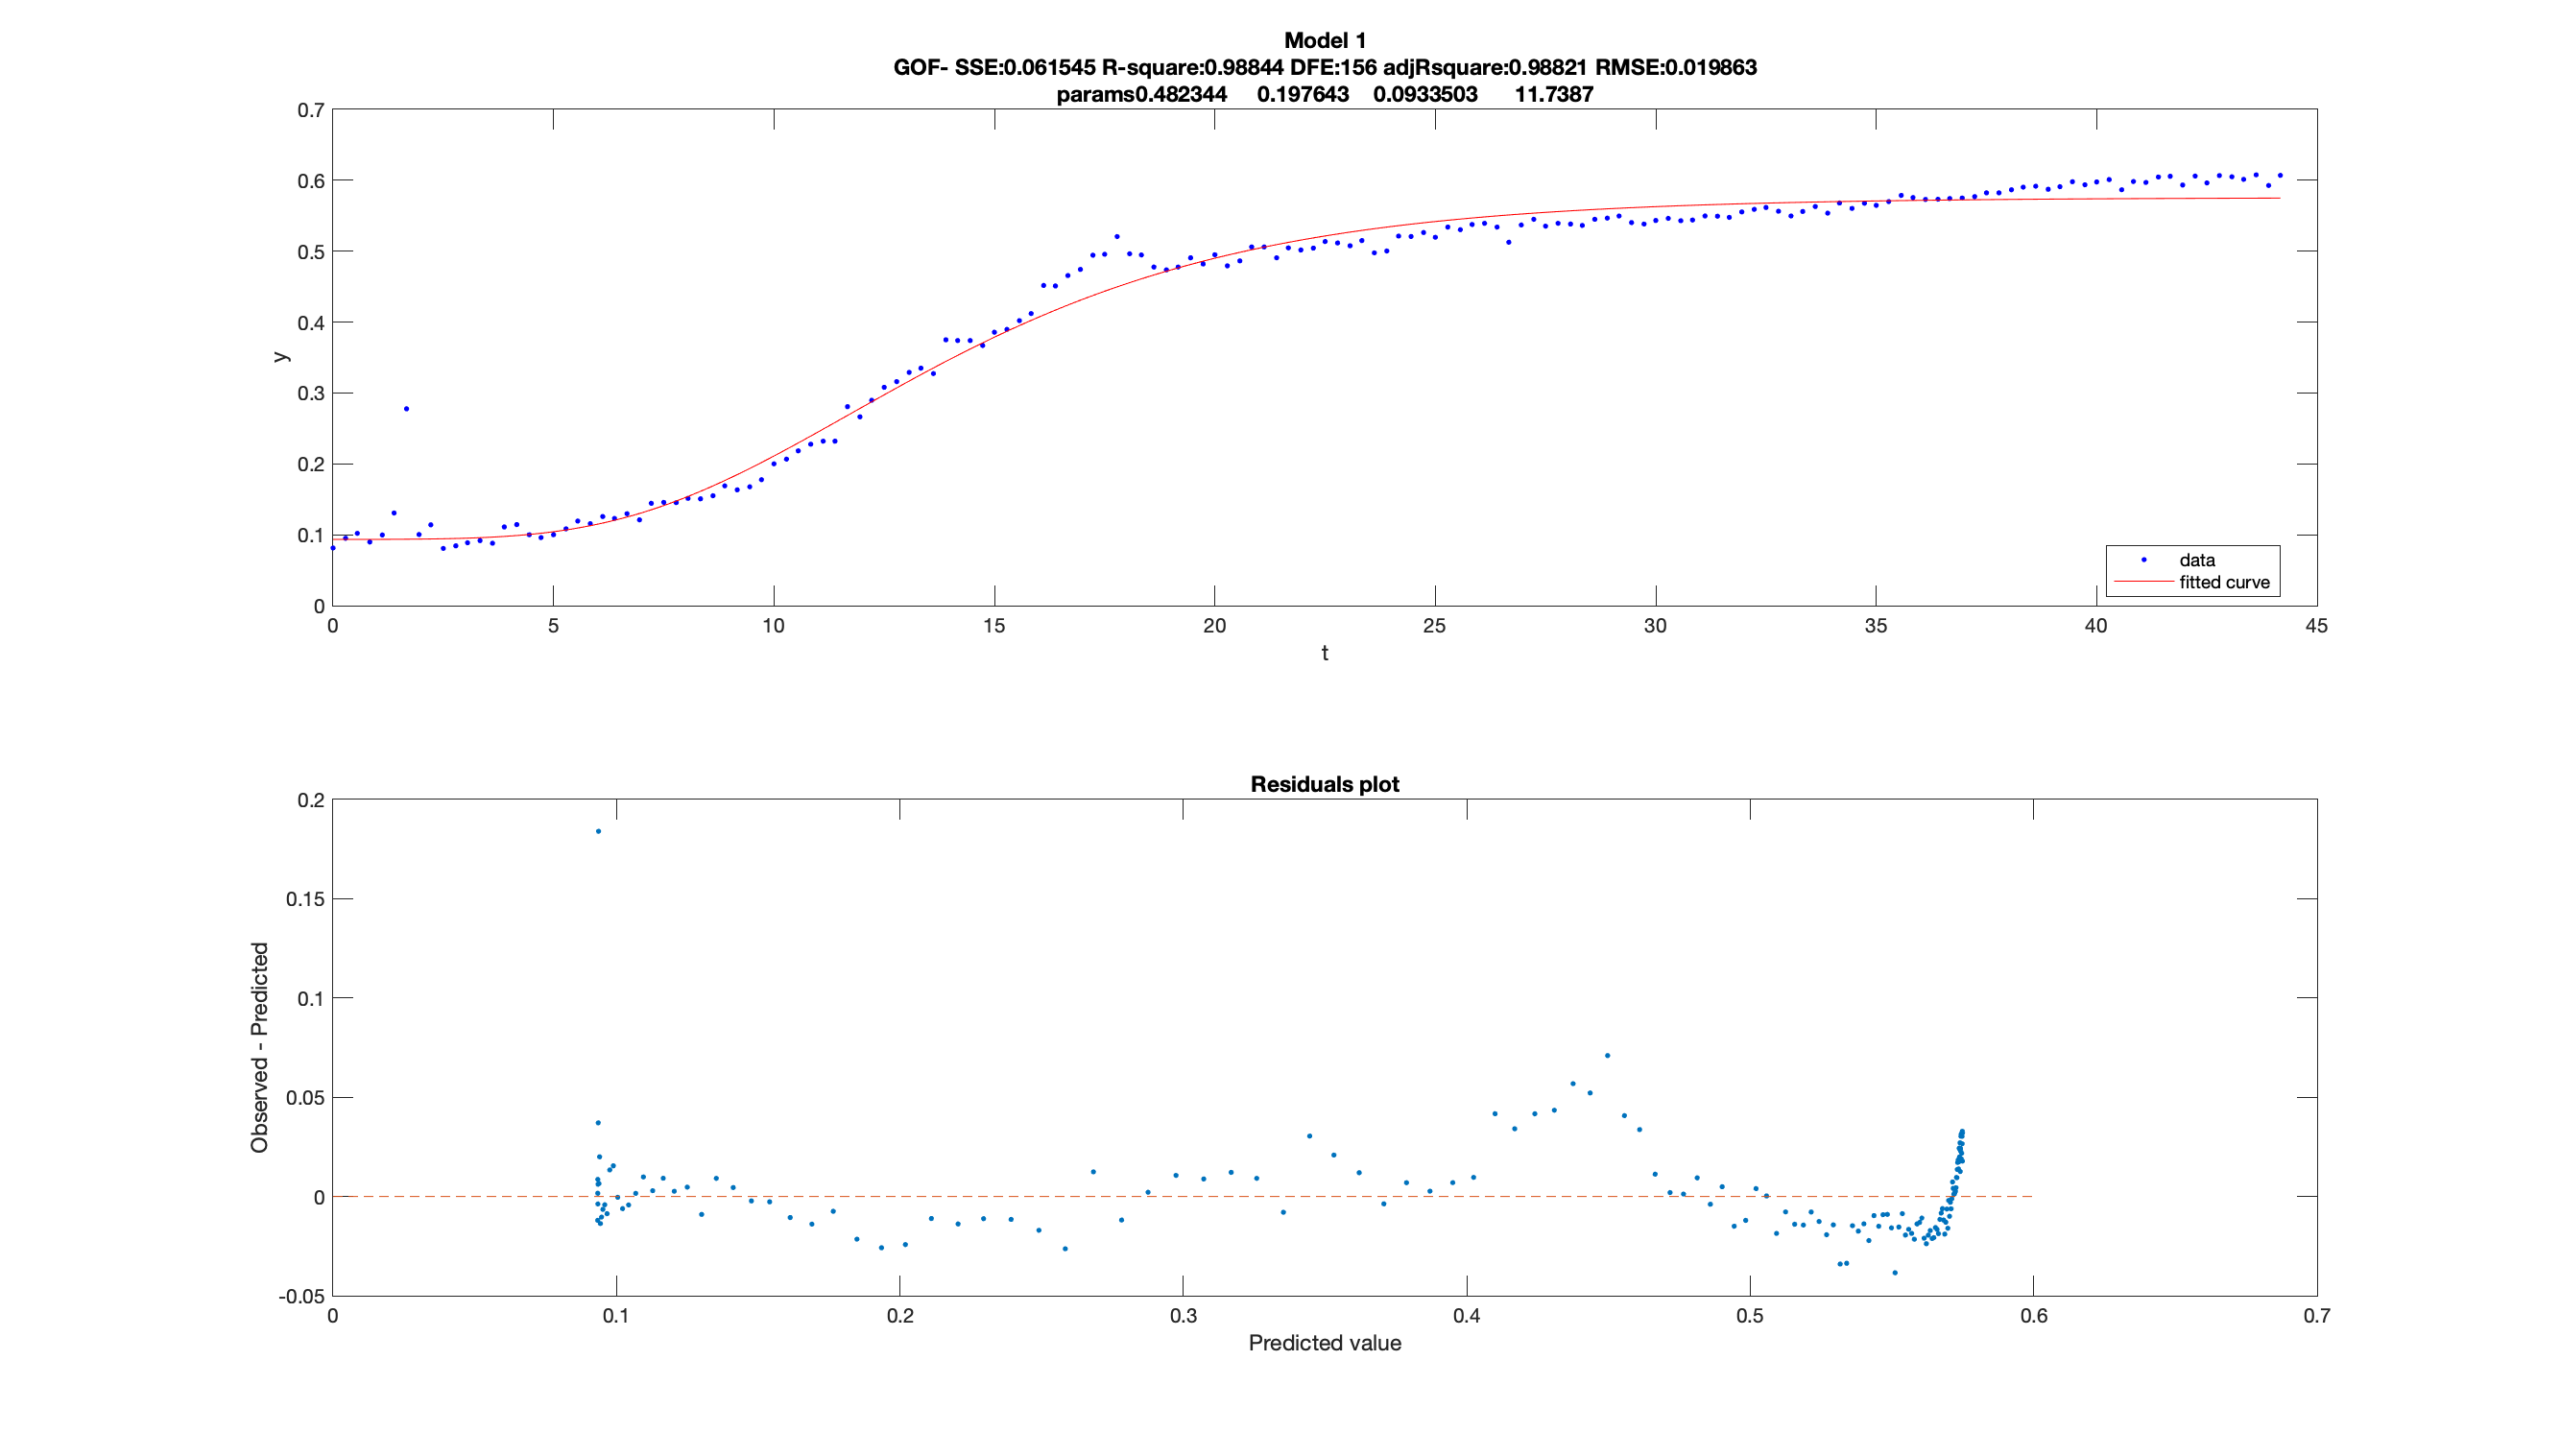 Model 1
GOF- SSE:0.061545 R-square:0.98844 DFE:156 adjRsquare:0.98821 RMSE:0.019863
params0.482344 0.197643 0.0933503 11.7387
0.7
0.6
0.5
0.4
0.3
0.2
0.1
0
y
0 5 10 15 20 25 30 35 40 45
t
data
fitted curve
Residuals plot
0.2
0.15
0.1
0.05
0
-0.05
Observed - Predicted
0 0.1 0.2 0.3 0.4 0.5 0.6 0.7
Predicted value